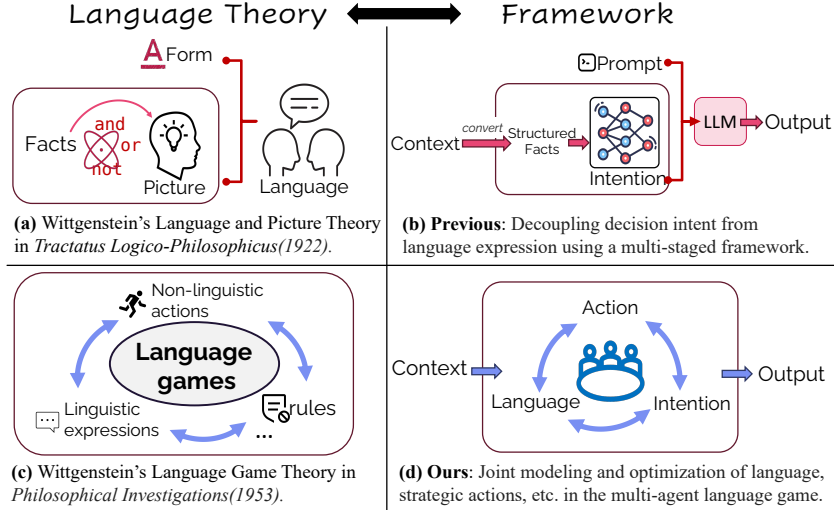 Language Theory
Framework
A Form
Facts
and
or
not
Picture
Language
(a) Wittgenstein's Language and Picture Theory
in Tractatus Logico-Philosophicus(1922).
Prompt
Context
convert
Structured
Facts
Intention
LLM
Output
(b) Previous: Decoupling decision intent from
language expression using a multi-staged framework.
Non-linguistic
actions
Language
games
Linguistic
expressions
rules
...
(c) Wittgenstein's Language Game Theory in
Philosophical Investigations(1953).
Action
Context
Language
Intention
Output
(d) Ours: Joint modeling and optimization of language,
strategic actions, etc. in the multi-agent language game.